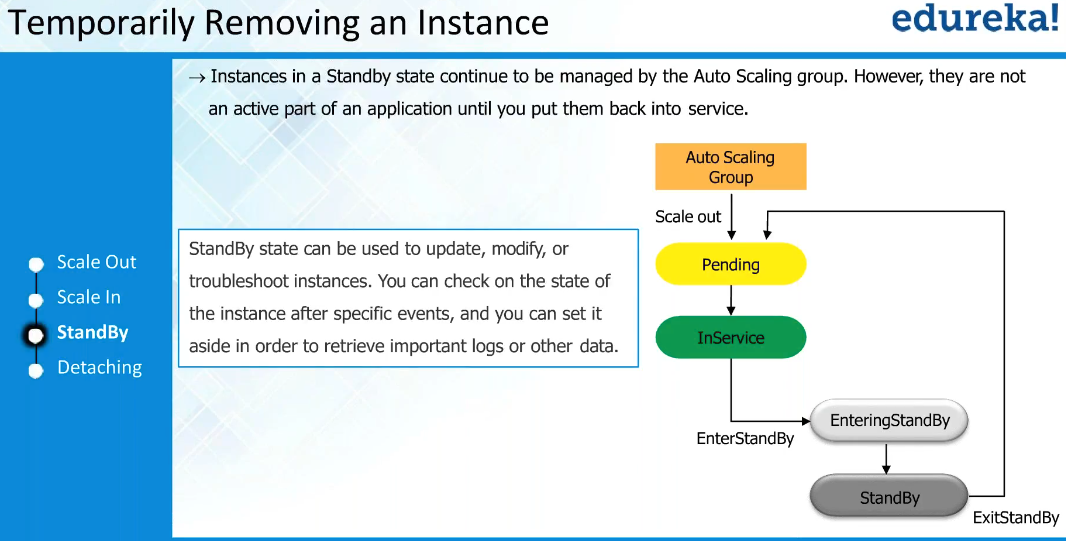 Temporarily Removing an Instance
edureka!
→ Instances in a Standby state continue to be managed by the Auto Scaling group. However, they are not
an active part of an application until you put them back into service.
Auto Scaling
Group
Scale out
Pending
InService
EnterStandBy
EnteringStandBy
StandBy
ExitStandBy
StandBy state can be used to update, modify, or
troubleshoot instances. You can check on the state of
the instance after specific events, and you can set it
aside in order to retrieve important logs or other data.
Scale Out
Scale In
StandBy
Detaching